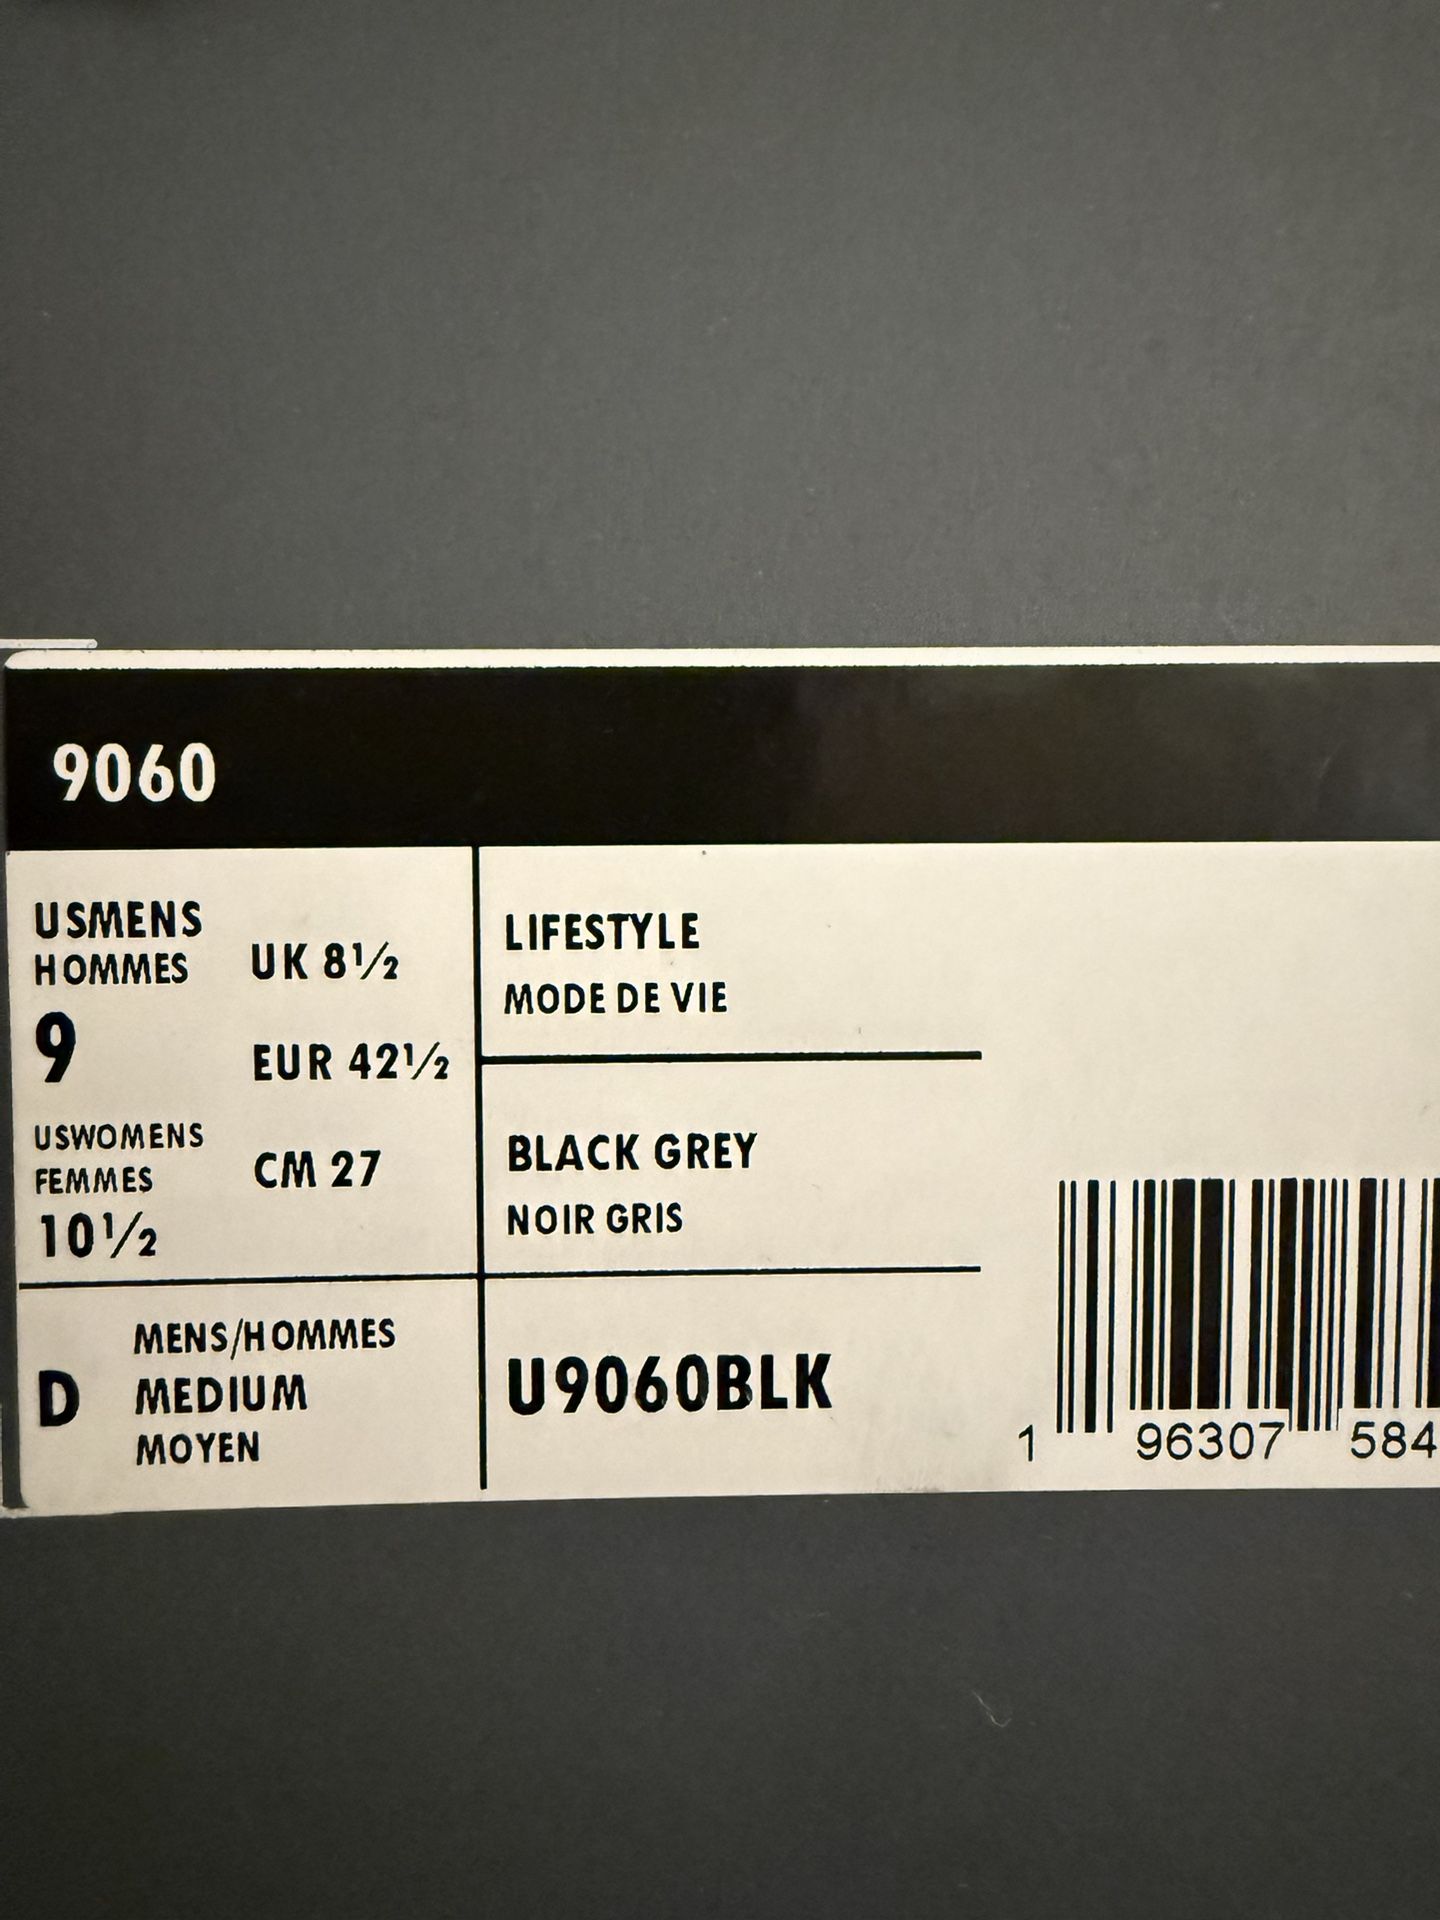 9060
USMENS
HOMMES
9
USWOMENS
FEMMES
10½
UK 8½
EUR 42½
CM 27
LIFESTYLE
MODE DE VIE
BLACK GREY
NOIR GRIS
D
MENS/HOMMES
MEDIUM
MOYEN
U9060BLK
1 96307 584